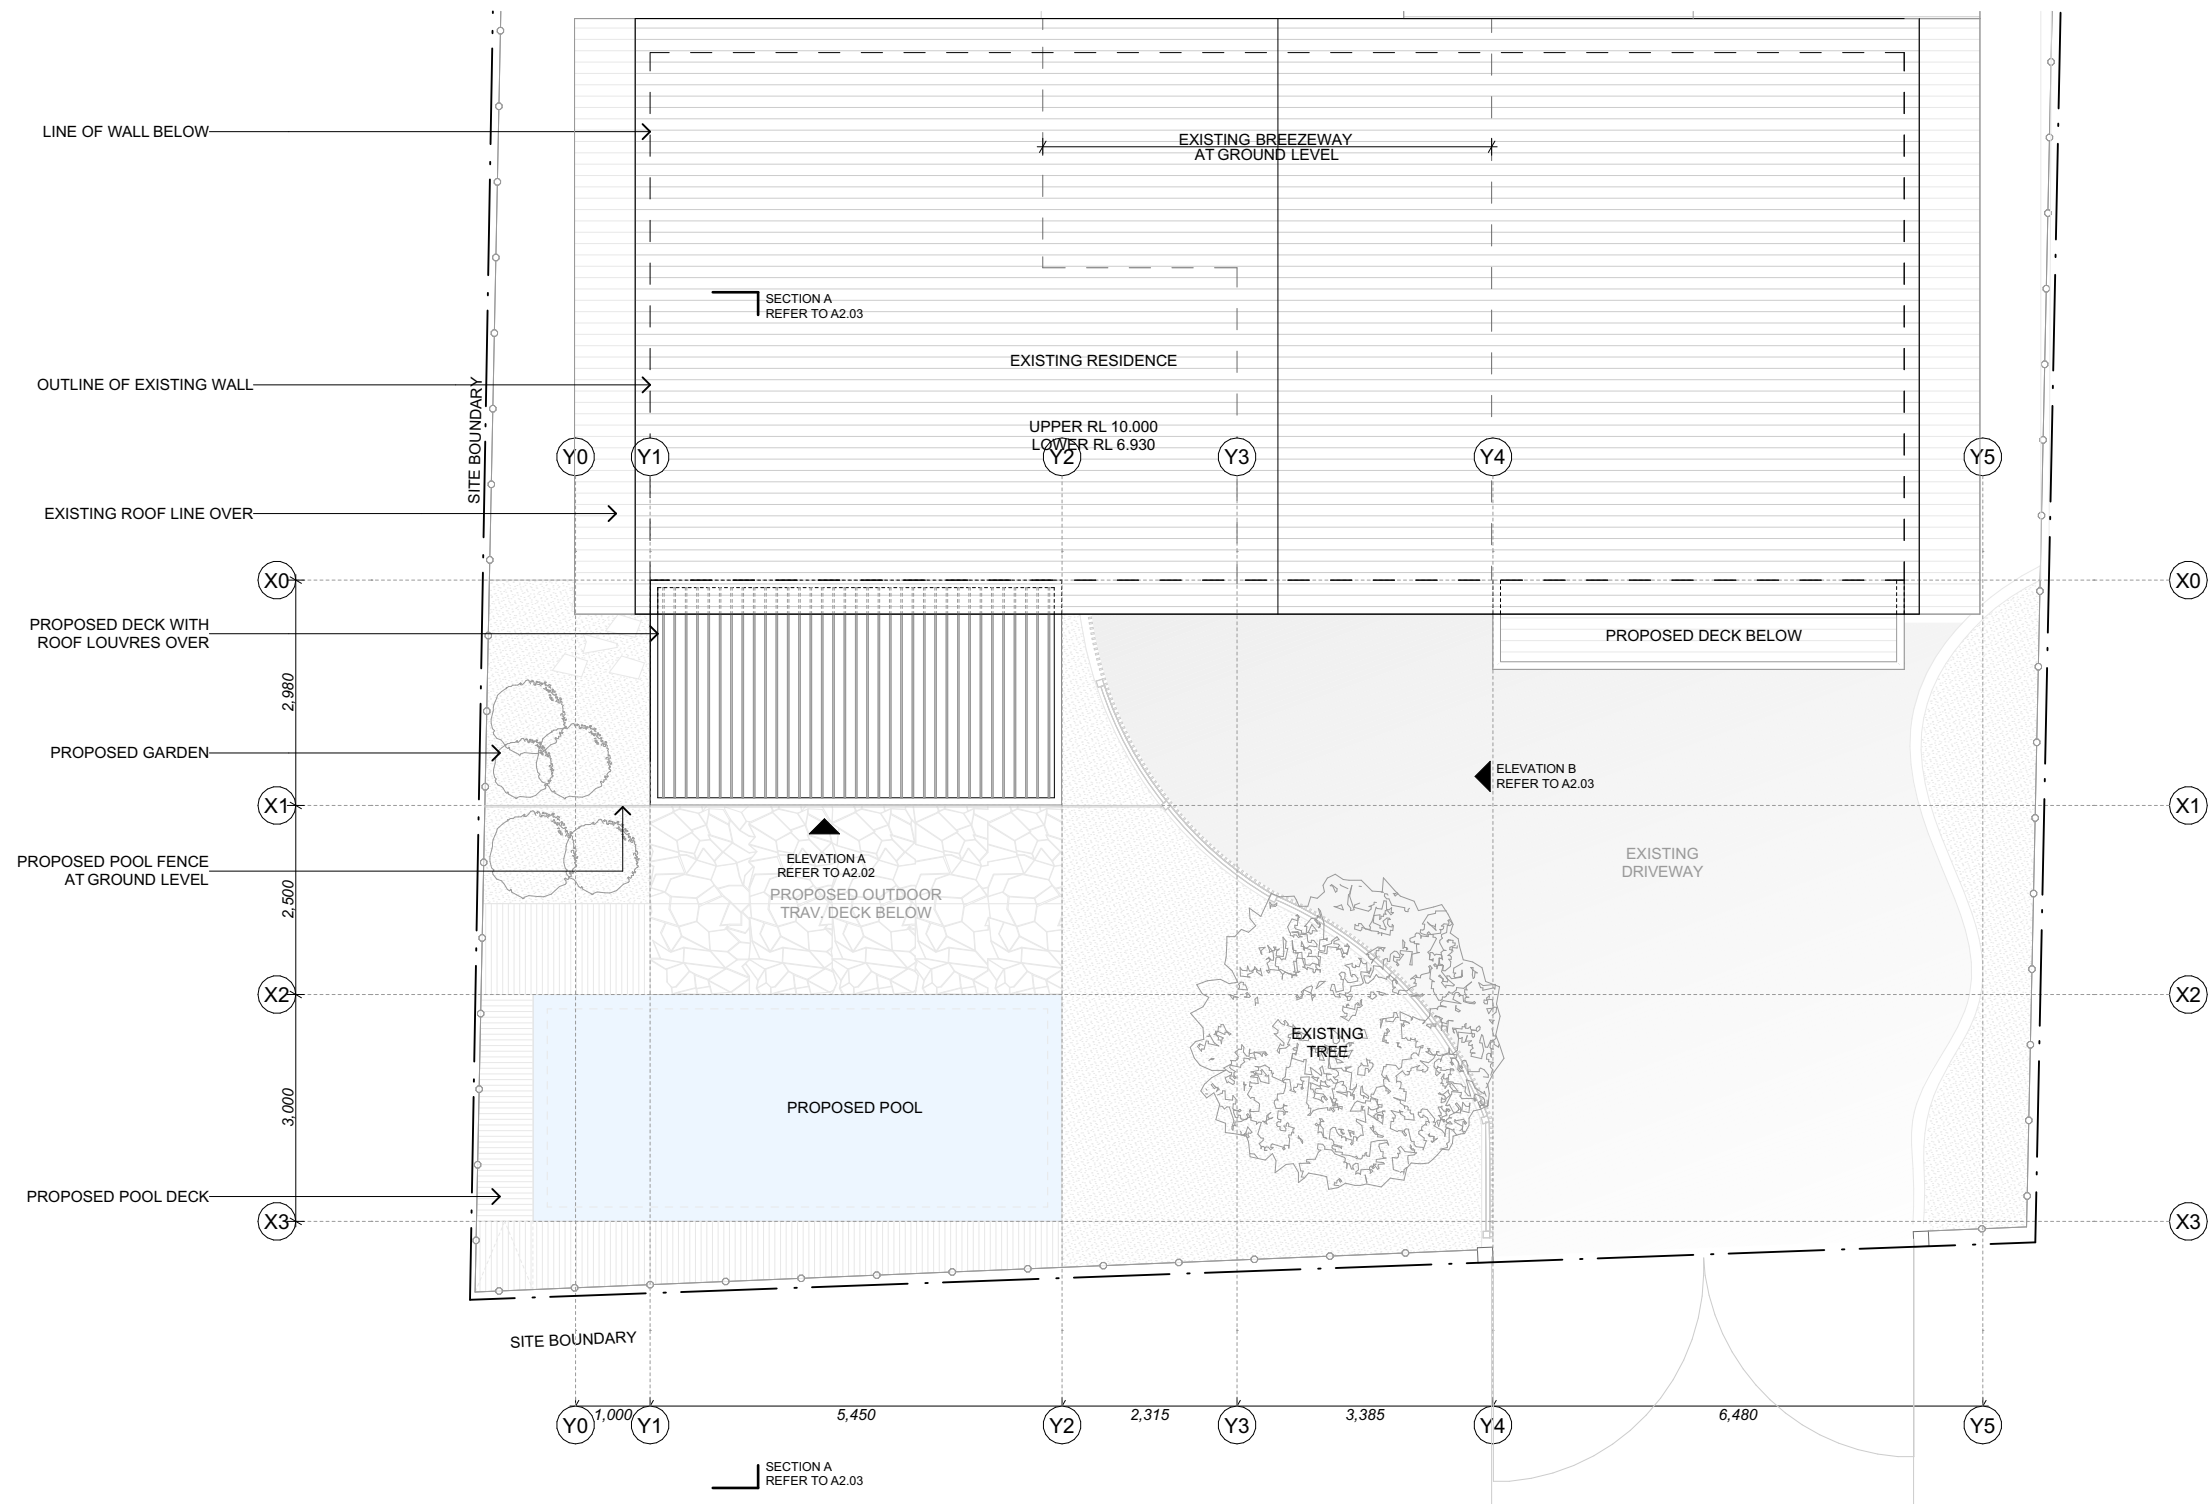 LINE OF WALL BELOW
EXISTING BREEZEWAY
AT GROUND LEVEL
SECTION A
REFER TO A2.03
EXISTING RESIDENCE
OUTLINE OF EXISTING WALL
SITE BOUNDARY
UPPER RL 10.000
LOWER RL 6.930
Y0
Y1
Y2
Y3
Y4
Y5
EXISTING ROOF LINE OVER
X0
X0
PROPOSED DECK WITH
ROOF LOUVRES OVER
PROPOSED DECK BELOW
2,980
PROPOSED GARDEN
ELEVATION B
REFER TO A2.03
X1
X1
PROPOSED POOL FENCE
AT GROUND LEVEL
ELEVATION A
REFER TO A2.02
PROPOSED OUTDOOR
TRAV. DECK BELOW
EXISTING
DRIVEWAY
2,500
X2
X2
EXISTING
TREE
PROPOSED POOL
3,000
PROPOSED POOL DECK
X3
X3
SITE BOUNDARY
Y0
1,000
Y1
5,450
Y2
2,315
Y3
3,385
Y4
6,480
Y5
SECTION A
REFER TO A2.03